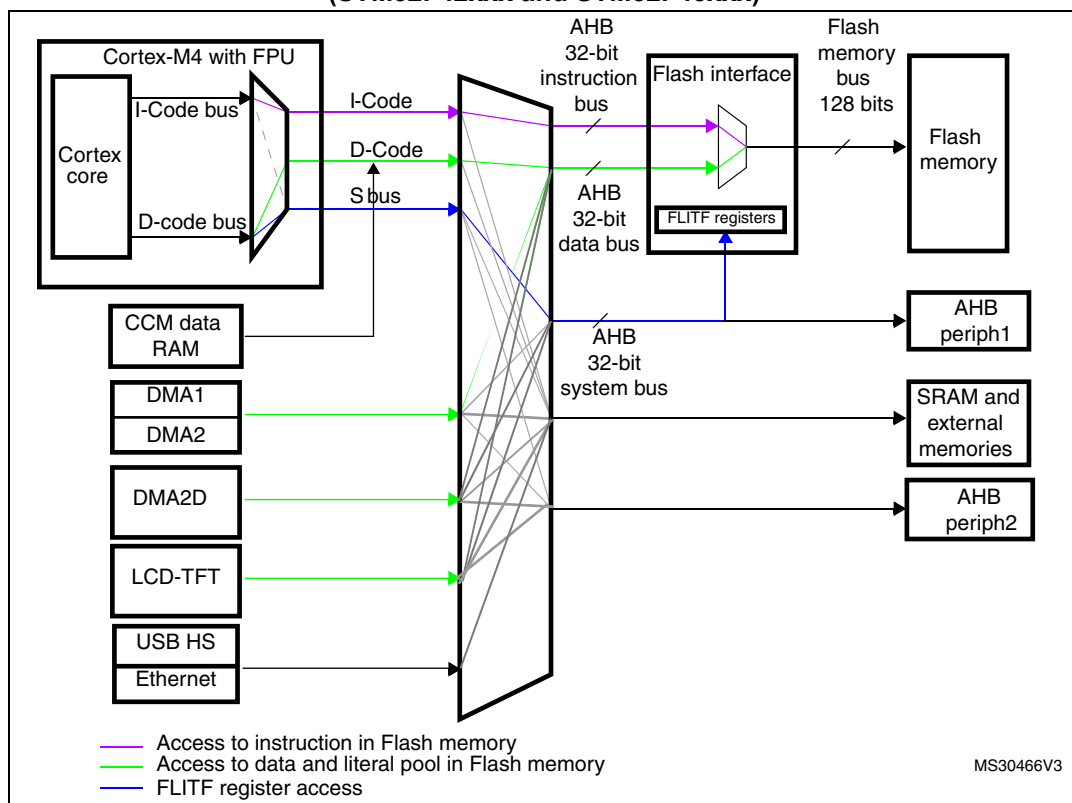 Cortex-M4 with FPU
I-Code bus
Cortex
core
D-code bus
I-Code
D-Code
S bus
AHB
32-bit
instruction
bus
Flash interface
FLITF registers
Flash
memory
bus
128 bits
Flash
memory
AHB
32-bit
data bus
CCM data
RAM
AHB
32-bit
system bus
AHB
periph1
DMA1
DMA2
SRAM and
external
memories
DMA2D
AHB
periph2
LCD-TFT
USB HS
Ethernet
Access to instruction in Flash memory
Access to data and literal pool in Flash memory
FLITF register access
MS30466V3